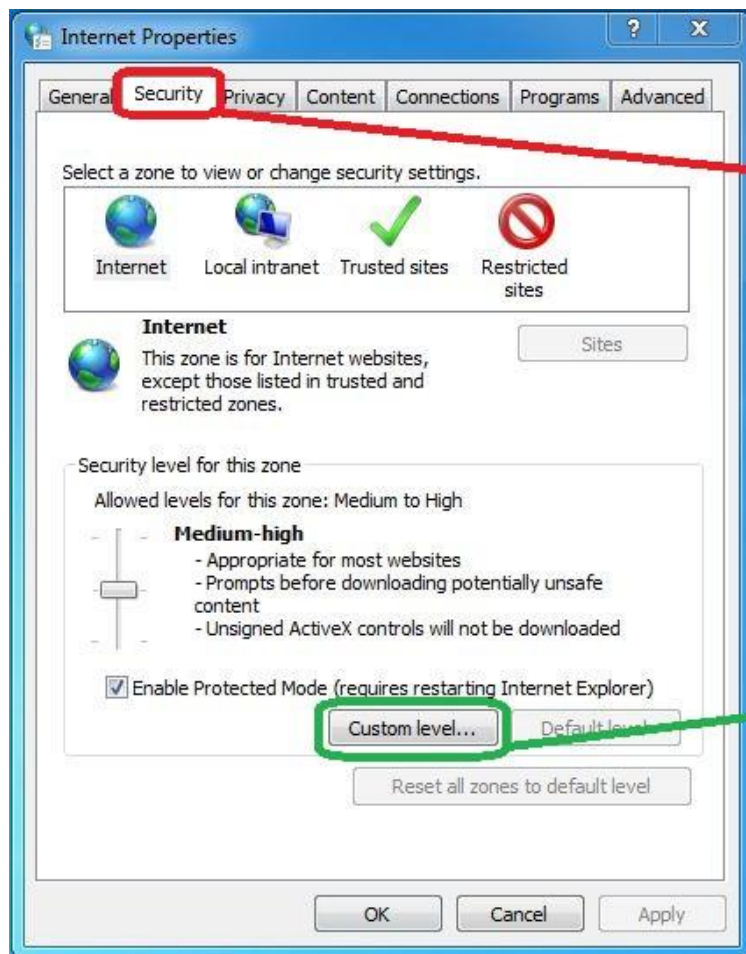 Internet Properties
General Security Privacy Content Connections Programs Advanced
Select a zone to view or change security settings.
Internet Local intranet Trusted sites Restricted sites
Internet
Sites
This zone is for Internet websites,
except those listed in trusted and
restricted zones.
Security level for this zone
Allowed levels for this zone: Medium to High
Medium-high
- Appropriate for most websites
- Prompts before downloading potentially unsafe
content
- Unsigned ActiveX controls will not be downloaded
Enable Protected Mode (requires restarting Internet Explorer)
Custom level... Default level
Reset all zones to default level
OK Cancel Apply